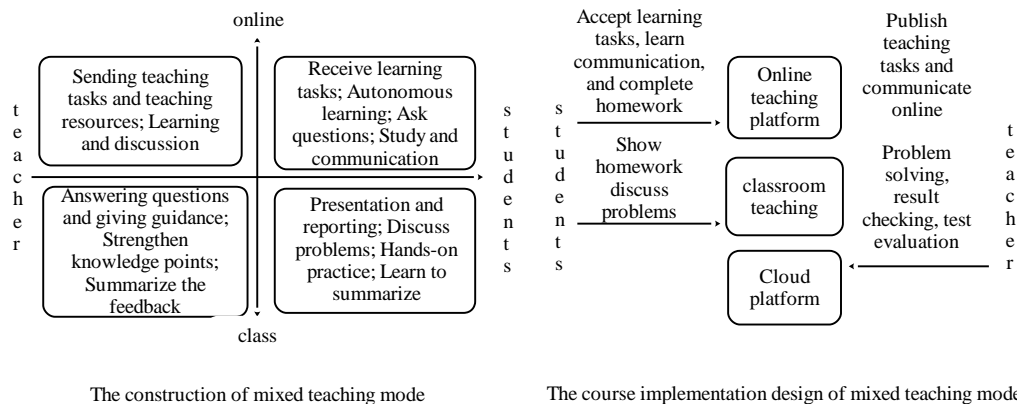 online
teacher
Sending teaching
tasks and teaching
resources; Learning
and discussion
Receive learning
tasks; Autonomous
learning; Ask
questions; Study and
communication
students
Answering questions
and giving guidance;
Strengthen
knowledge points;
Summarize the
feedback
Presentation and
reporting; Discuss
problems; Hands-on
practice; Learn to
summarize
class
The construction of mixed teaching mode
students
Accept learning
tasks, learn
communication,
and complete
homework
Show
homework
discuss
problems
Online
teaching
platform
classroom
teaching
Cloud
platform
Publish
teaching
tasks and
communicate
online
Problem
solving,
result
checking, test
evaluation
teacher
The course implementation design of mixed teaching mode